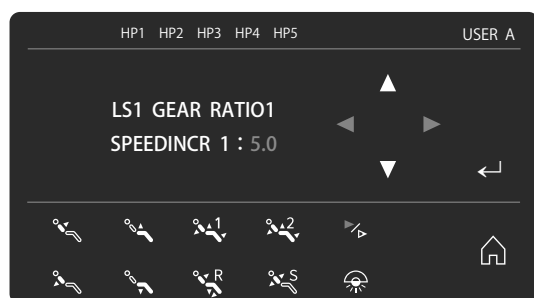 HP1 HP2 HP3 HP4 HP5 USER A
LS1 GEAR RATIO1
SPEEDINCR 1 : 5.0
1 2
R S